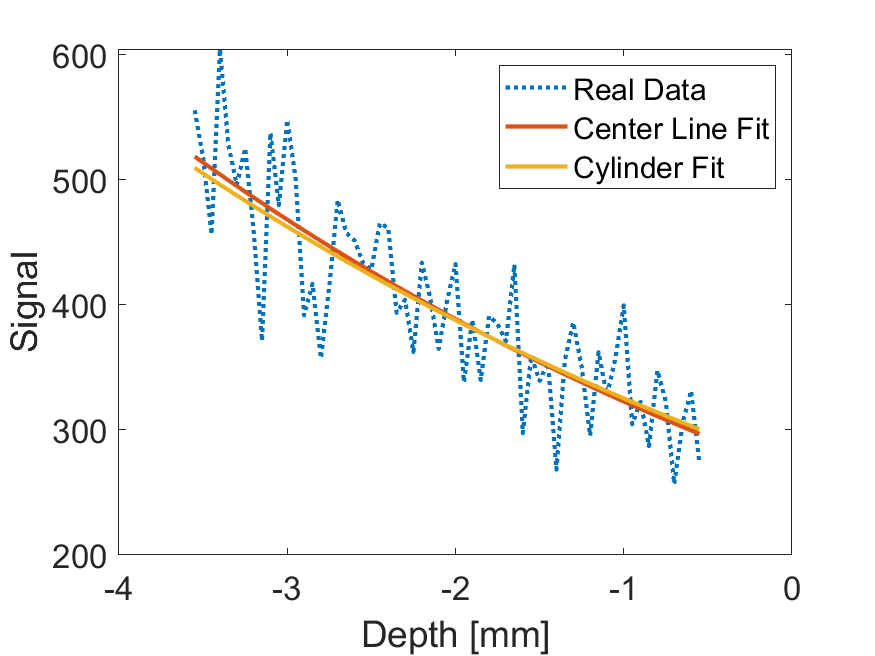 600
500
400
300
200
-4
-3
-2
-1
0
Signal
Depth [mm]
Real Data
Center Line Fit
Cylinder Fit